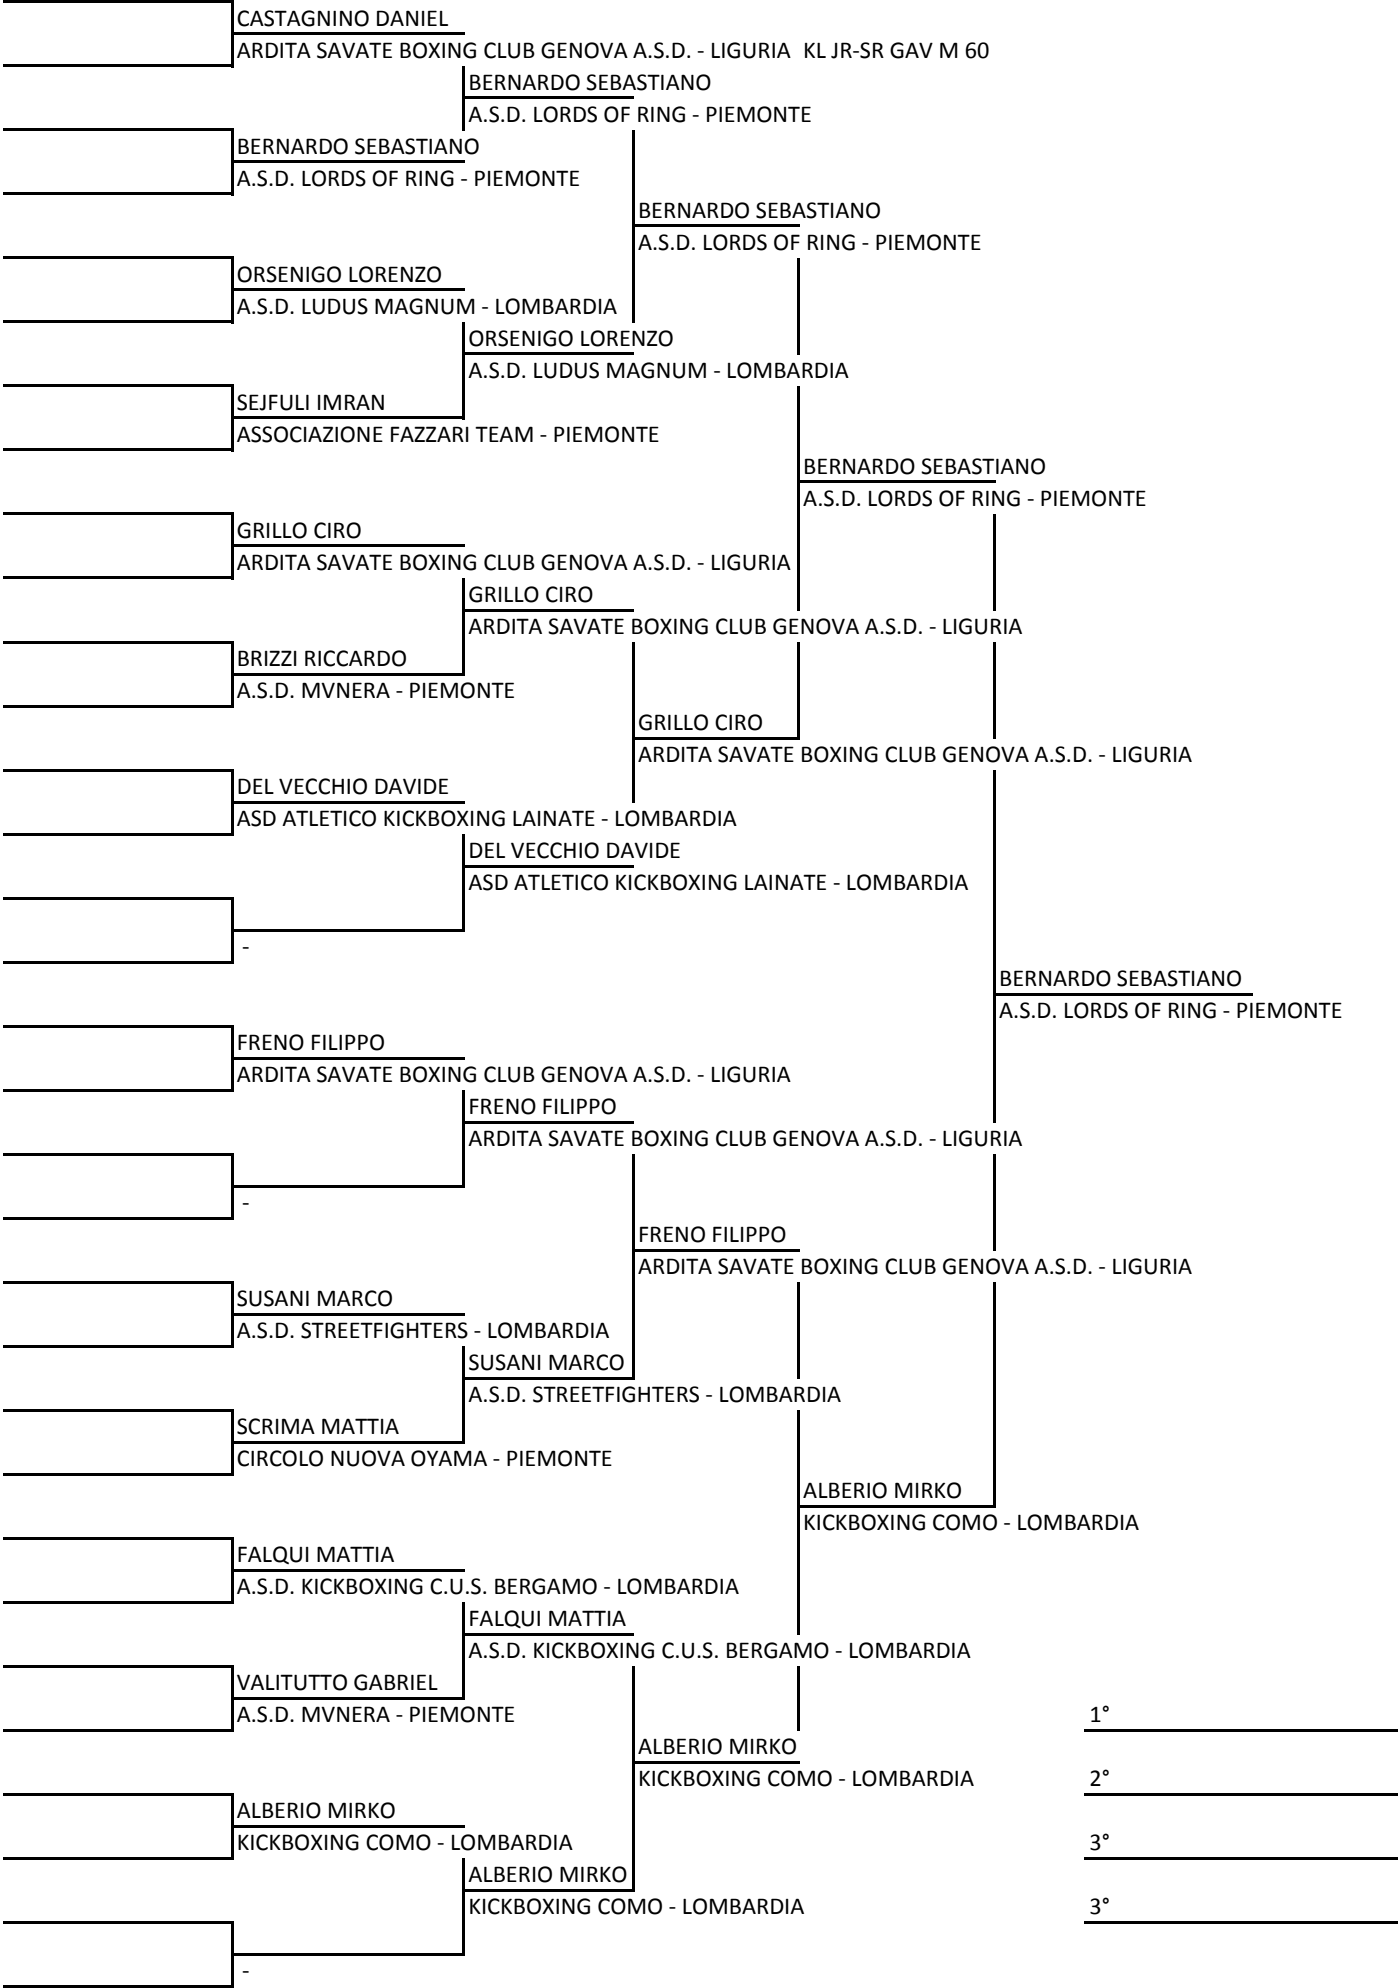 CASTAGNINO DANIEL
ARDITA SAVATE BOXING CLUB GENOVA A.S.D. - LIGURIA KL JR-SR GAV M 60
BERNARDO SEBASTIANO
A.S.D. LORDS OF RING - PIEMONTE
BERNARDO SEBASTIANO
A.S.D. LORDS OF RING - PIEMONTE
BERNARDO SEBASTIANO
A.S.D. LORDS OF RING - PIEMONTE
ORSENIGO LORENZO
A.S.D. LUDUS MAGNUM - LOMBARDIA
ORSENIGO LORENZO
A.S.D. LUDUS MAGNUM - LOMBARDIA
SEJFULI IMRAN
ASSOCIAZIONE FAZZARI TEAM - PIEMONTE
BERNARDO SEBASTIANO
A.S.D. LORDS OF RING - PIEMONTE
GRILLO CIRO
ARDITA SAVATE BOXING CLUB GENOVA A.S.D. - LIGURIA
GRILLO CIRO
ARDITA SAVATE BOXING CLUB GENOVA A.S.D. - LIGURIA
BRIZZI RICCARDO
A.S.D. MVNERA - PIEMONTE
GRILLO CIRO
ARDITA SAVATE BOXING CLUB GENOVA A.S.D. - LIGURIA
DEL VECCHIO DAVIDE
ASD ATLETICO KICKBOXING LAINATE - LOMBARDIA
DEL VECCHIO DAVIDE
ASD ATLETICO KICKBOXING LAINATE - LOMBARDIA
-
BERNARDO SEBASTIANO
A.S.D. LORDS OF RING - PIEMONTE
FRENO FILIPPO
ARDITA SAVATE BOXING CLUB GENOVA A.S.D. - LIGURIA
FRENO FILIPPO
ARDITA SAVATE BOXING CLUB GENOVA A.S.D. - LIGURIA
-
FRENO FILIPPO
ARDITA SAVATE BOXING CLUB GENOVA A.S.D. - LIGURIA
SUSANI MARCO
A.S.D. STREETFIGHTERS - LOMBARDIA
SUSANI MARCO
A.S.D. STREETFIGHTERS - LOMBARDIA
SCRIMA MATTIA
CIRCOLO NUOVA OYAMA - PIEMONTE
ALBERIO MIRKO
KICKBOXING COMO - LOMBARDIA
FALQUI MATTIA
A.S.D. KICKBOXING C.U.S. BERGAMO - LOMBARDIA
FALQUI MATTIA
A.S.D. KICKBOXING C.U.S. BERGAMO - LOMBARDIA
VALITUTTO GABRIEL
A.S.D. MVNERA - PIEMONTE
1°
ALBERIO MIRKO
KICKBOXING COMO - LOMBARDIA
2°
ALBERIO MIRKO
KICKBOXING COMO - LOMBARDIA
3°
ALBERIO MIRKO
KICKBOXING COMO - LOMBARDIA
3°
-